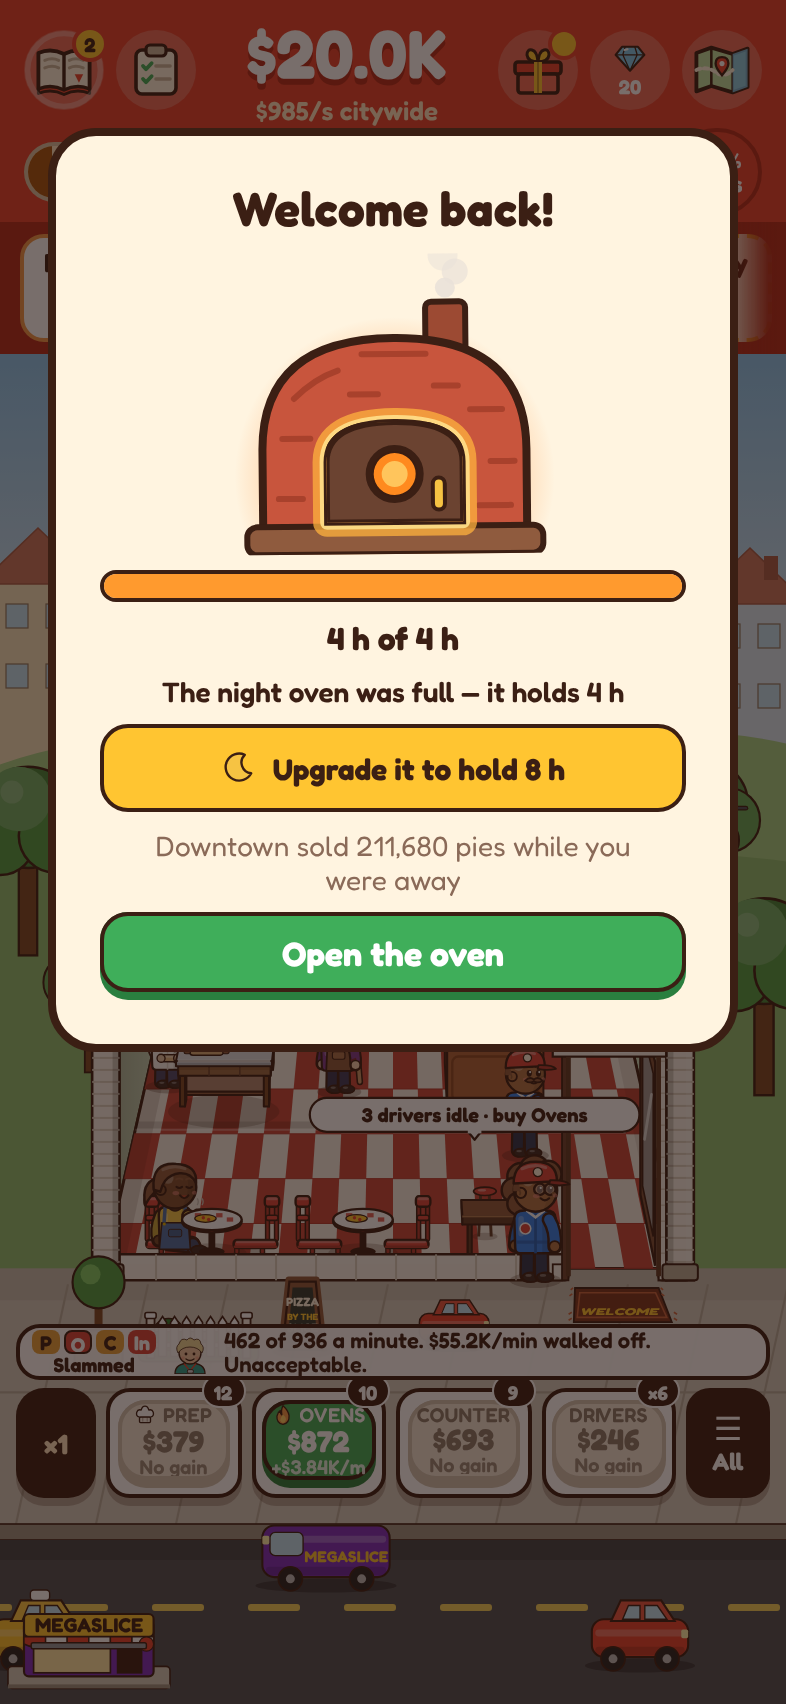 2
$20.0K
20
$985/s citywide
Welcome back!
4 h of 4 h
The night oven was full — it holds 4 h
Upgrade it to hold 8 h
Downtown sold 211,680 pies while you
were away
Open the oven
3 drivers idle · buy Ovens
PIZZA
BY THE
WELCOME
P O C In
Slammed
462 of 936 a minute. $55.2K/min walked off.
Unacceptable.
12
10
9
x6
x1
PREP
$379
No gain
OVENS
$872
+$3.84K/m
COUNTER
$693
No gain
DRIVERS
$246
No gain
All
MEGASLICE
MEGASLICE